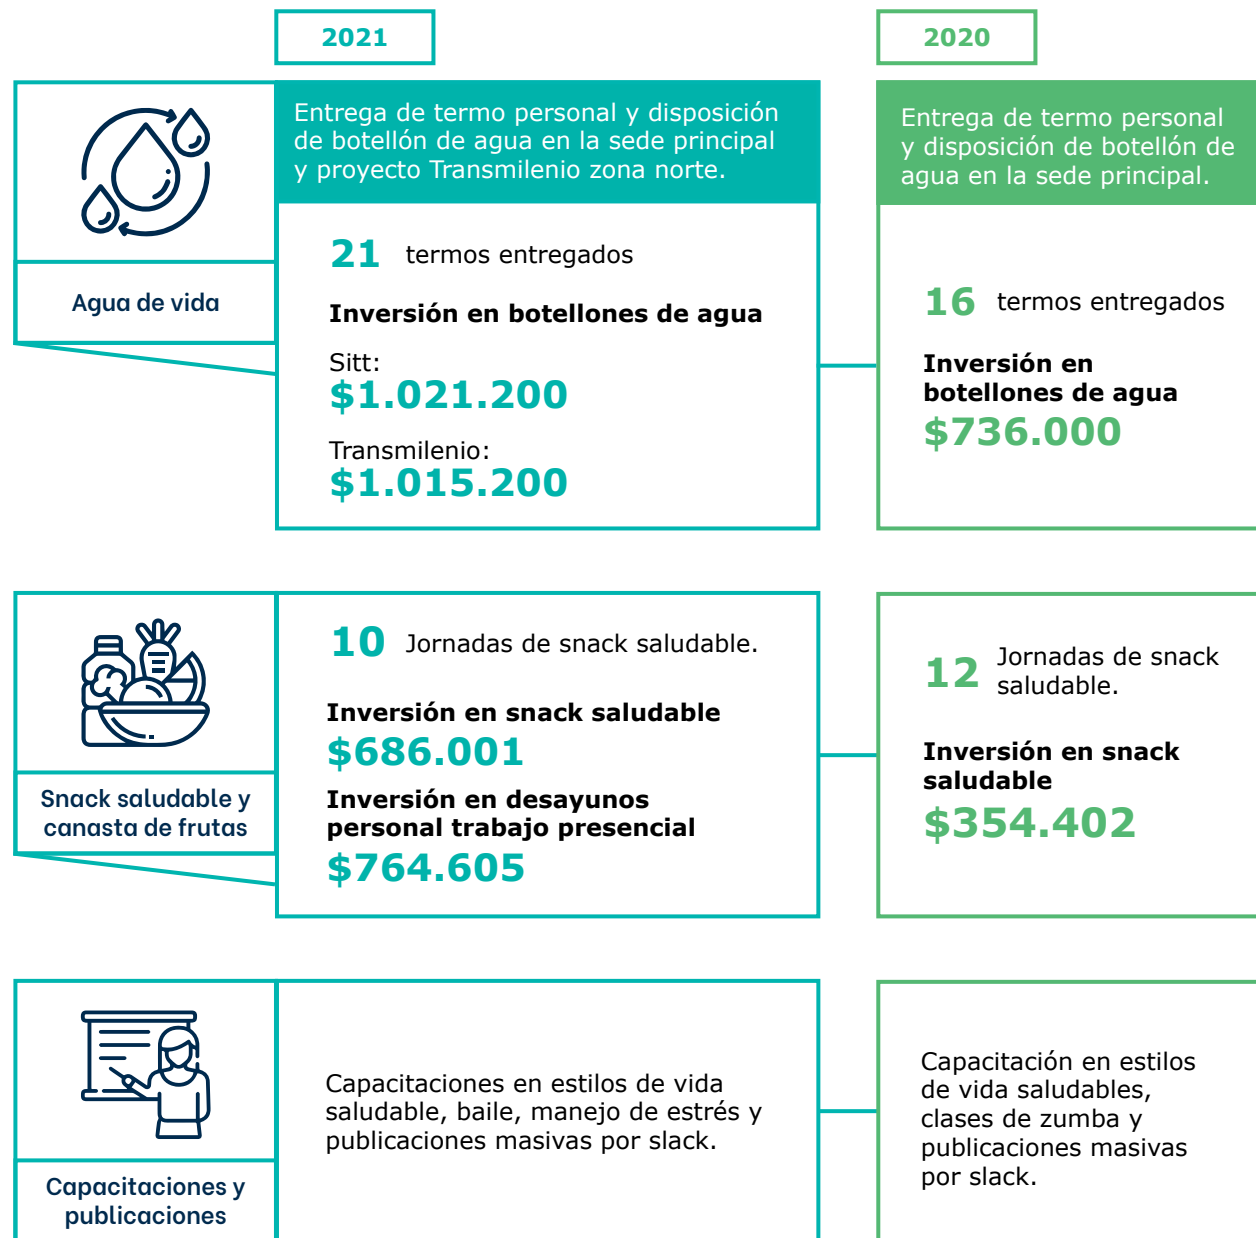 2021
2020
Agua de vida
Entrega de termo personal y disposición
de botellón de agua en la sede principal
y proyecto Transmilenio zona norte.
21 termos entregados
Inversión en botellones de agua
Sitt:
$1.021.200
Transmilenio:
$1.015.200
Entrega de termo personal
y disposición de botellón de
agua en la sede principal.
16 termos entregados
Inversión en
botellones de agua
$736.000
Snack saludable y
canasta de frutas
10 Jornadas de snack saludable.
Inversión en snack saludable
$686.001
Inversión en desayunos
personal trabajo presencial
$764.605
12 Jornadas de snack
saludable.
Inversión en snack
saludable
$354.402
Capacitaciones y
publicaciones
Capacitaciones en estilos de vida
saludable, baile, manejo de estrés y
publicaciones masivas por slack.
Capacitación en estilos
de vida saludables,
clases de zumba y
publicaciones masivas
por slack.